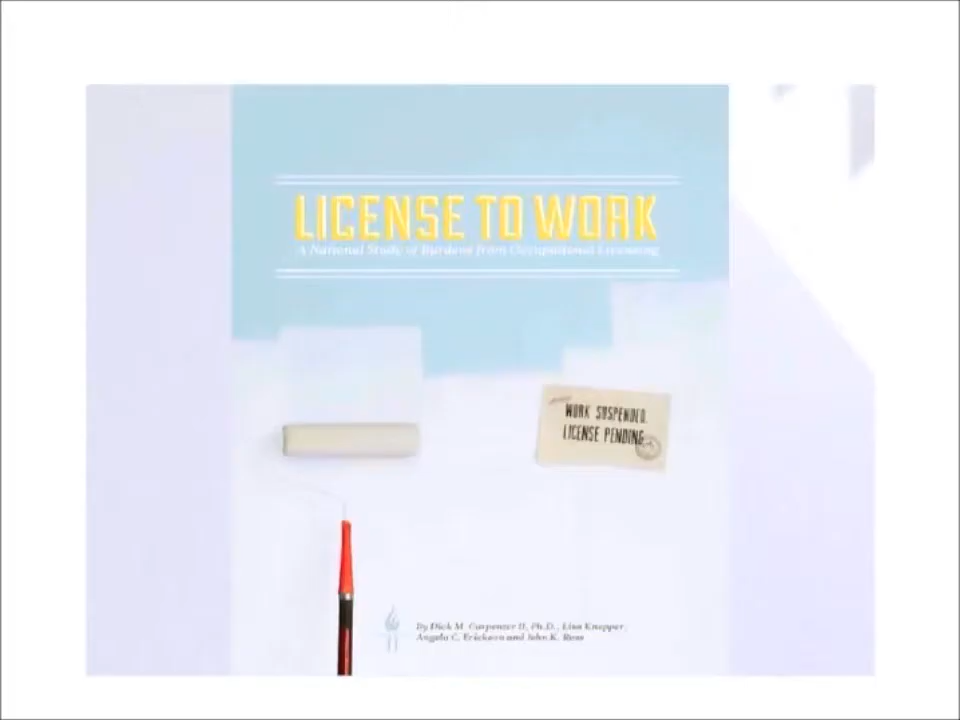 LICENSE TO WORK
A National Study of Burdens from Occupational Licensing
WORK SUSPENDED.
LICENSE PENDING
By Dick M. Carpenter II, Ph.D., Lisa Knepper,
Angela C. Erickson and John K. Ross